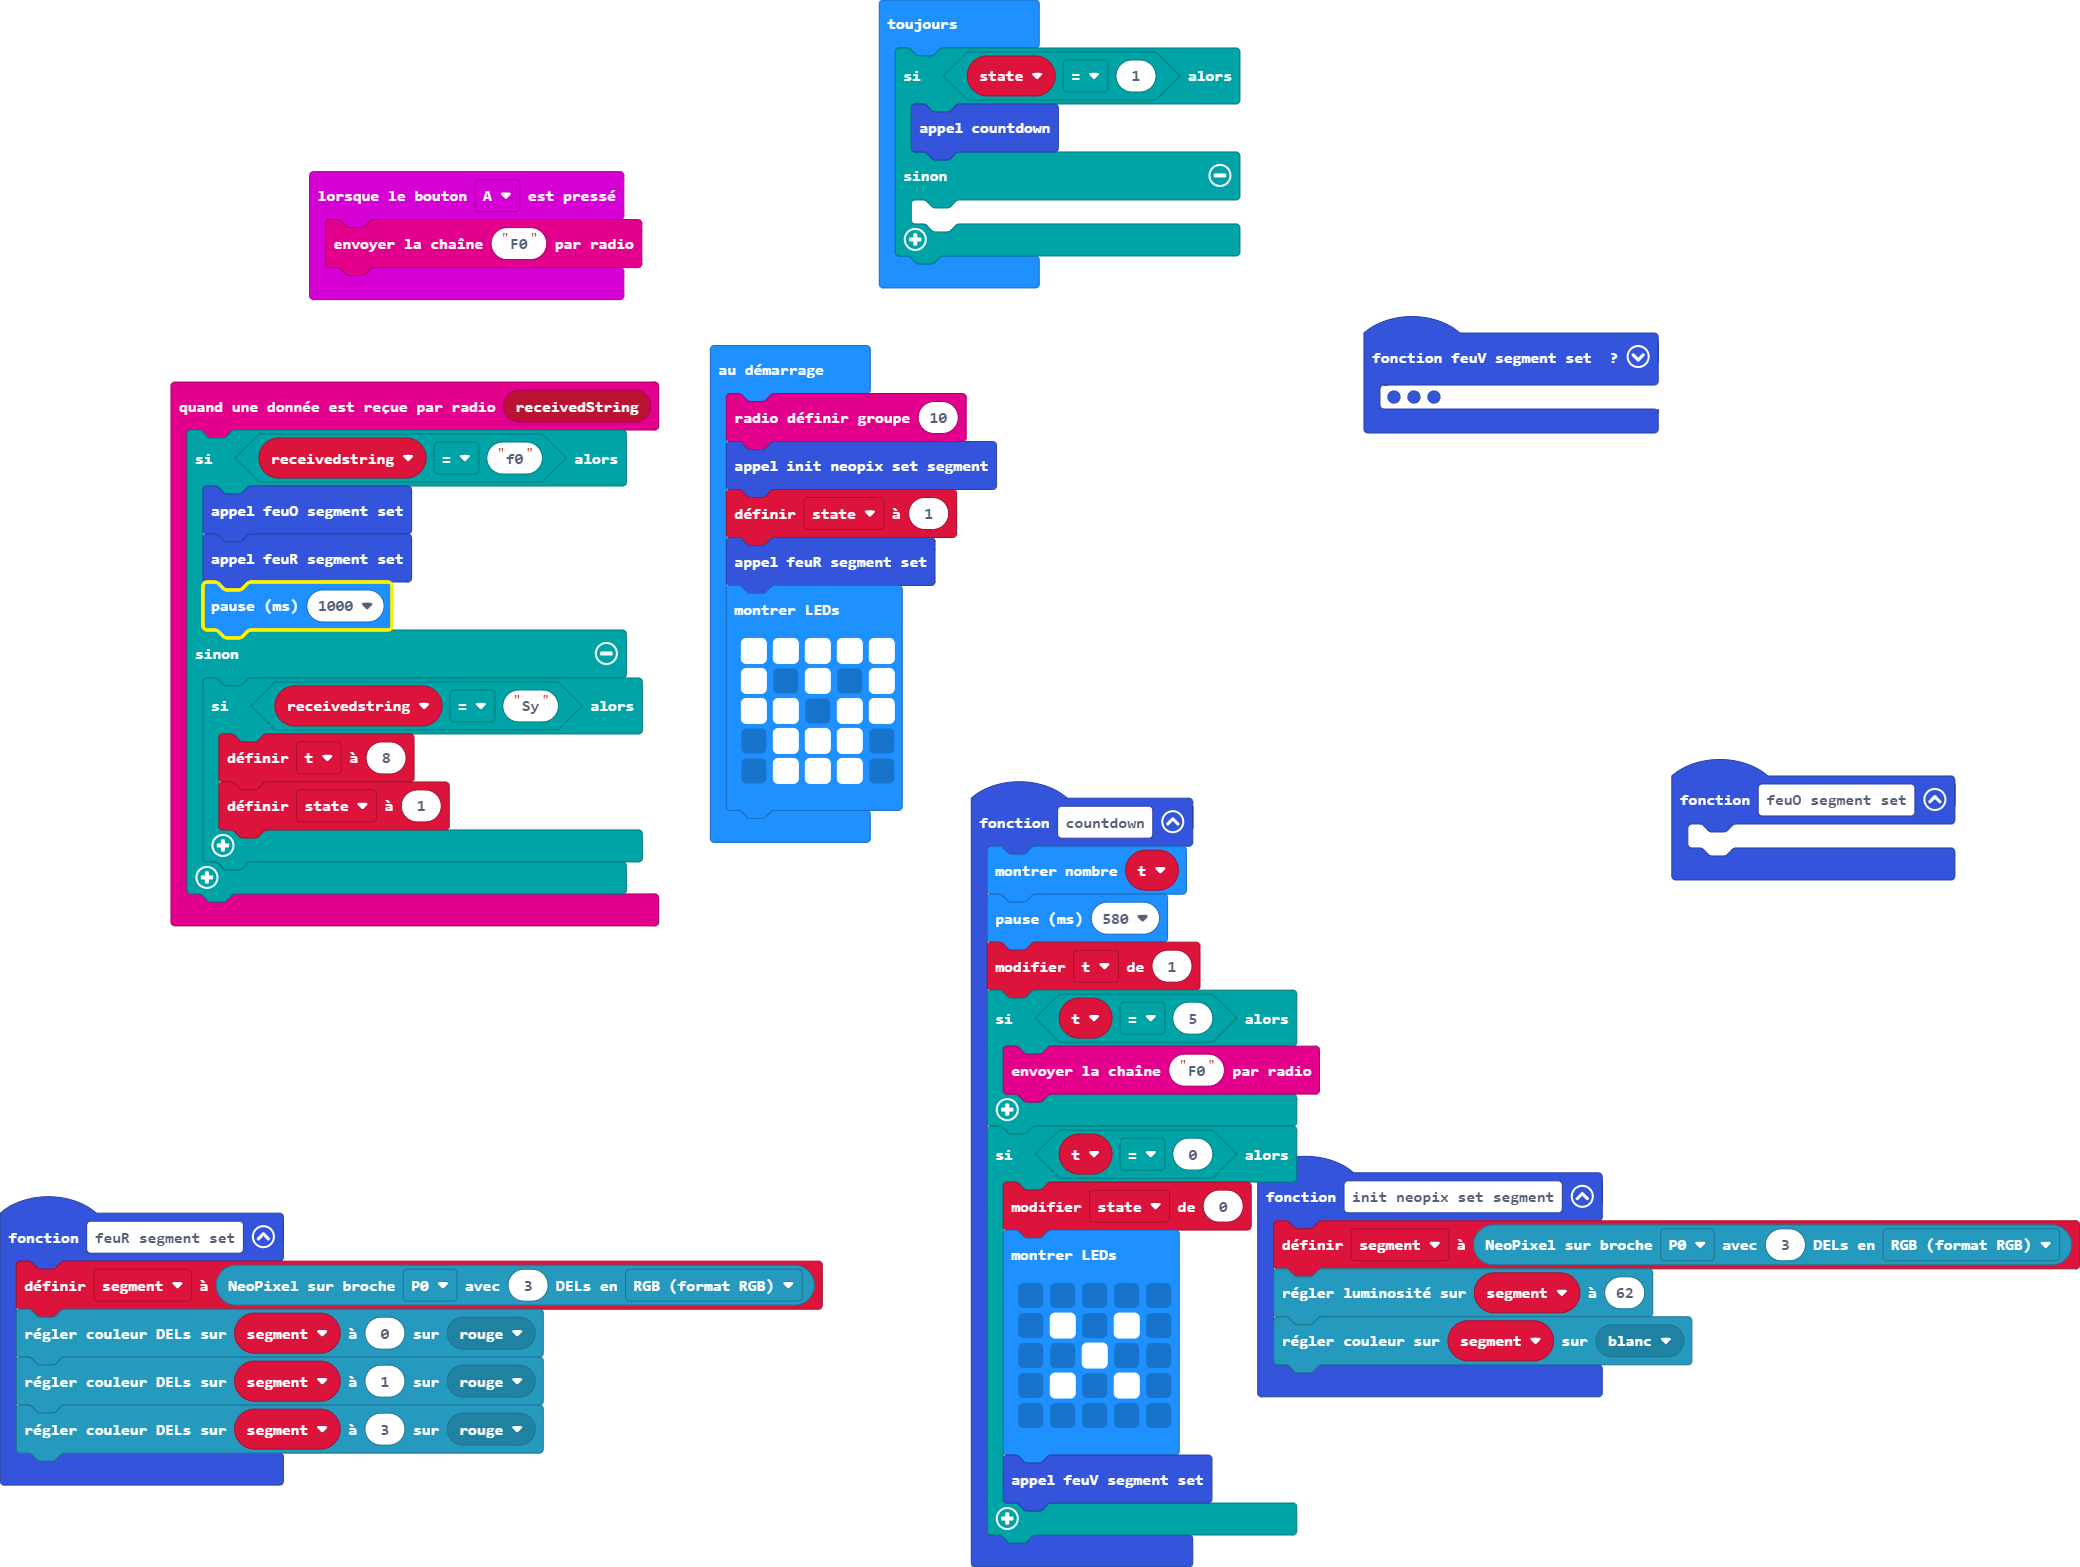 toujours
si state = 1 alors
appel countdown
sinon
lorsque le bouton A est pressé
envoyer la chaîne "F0" par radio
fonction feuV segment set ?
quand une donnée est reçue par radio receivedString
si receivedstring = "f0" alors
appel feuO segment set
appel feuR segment set
pause (ms) 1000
sinon
si receivedstring = "Sy" alors
définir t à 8
définir state à 1
au démarrage
radio définir groupe 10
appel init neopix set segment
définir state à 1
appel feuR segment set
montrer LEDs
fonction feuO segment set
fonction countdown
montrer nombre t
pause (ms) 580
modifier t de 1
si t = 5 alors
envoyer la chaîne "F0" par radio
si t = 0 alors
modifier state de 0
montrer LEDs
appel feuV segment set
fonction init neopix set segment
définir segment à NeoPixel sur broche P0 avec 3 DELs en RGB (format RGB)
régler luminosité sur segment à 62
régler couleur sur segment sur blanc
fonction feuR segment set
définir segment à NeoPixel sur broche P0 avec 3 DELs en RGB (format RGB)
régler couleur DELs sur segment à 0 sur rouge
régler couleur DELs sur segment à 1 sur rouge
régler couleur DELs sur segment à 3 sur rouge